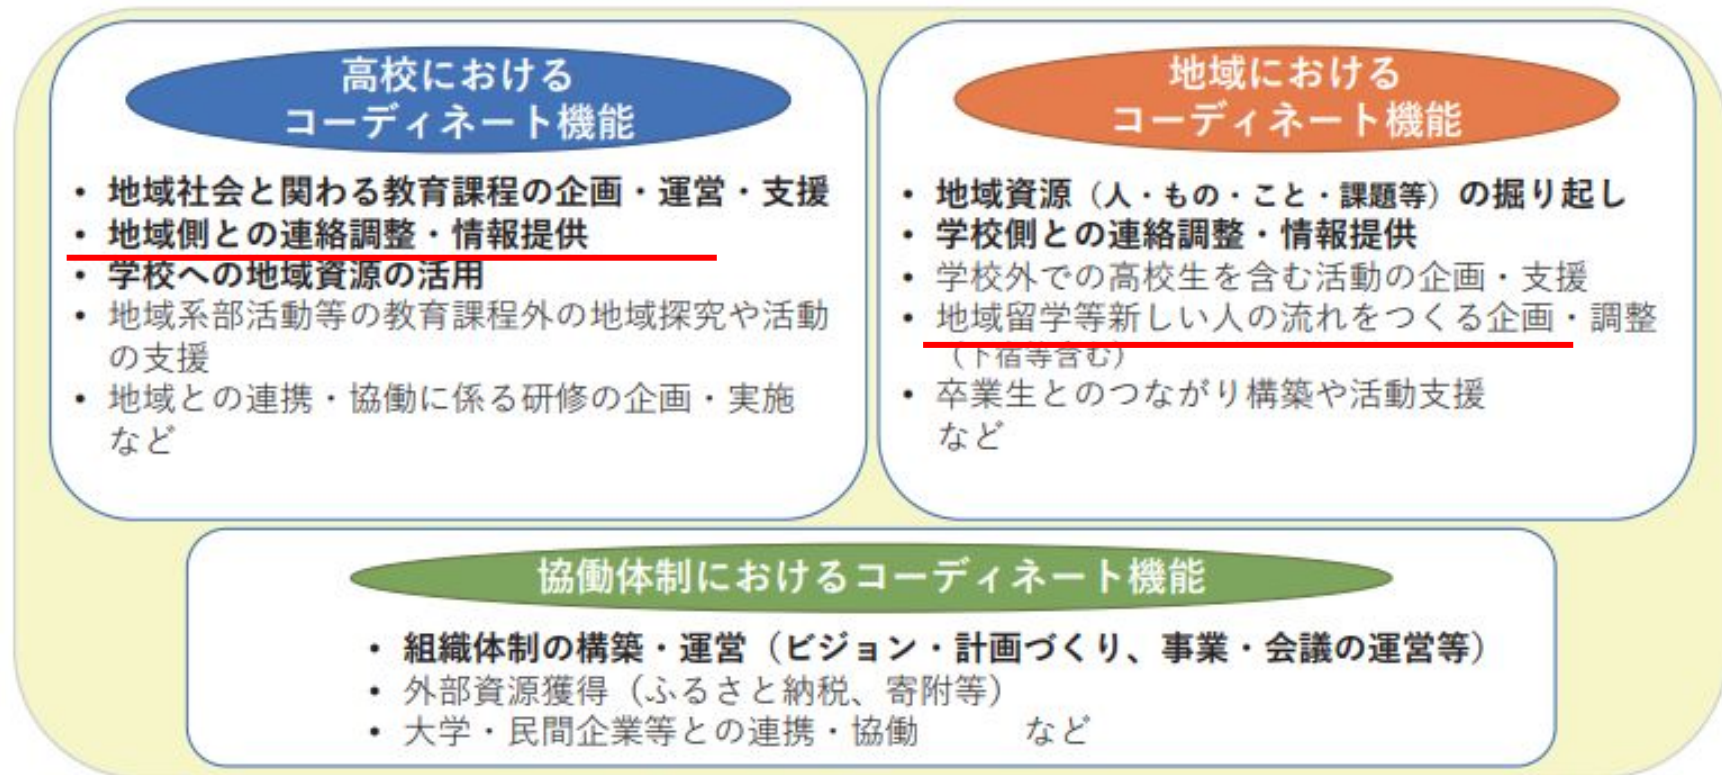 高校における
コーディネート機能
・地域社会と関わる教育課程の企画・運営・支援
・地域側との連絡調整・情報提供
・学校への地域資源の活用
・地域系部活動等の教育課程外の地域探究や活動
の支援
・地域との連携・協働に係る研修の企画・実施
など
地域における
コーディネート機能
・地域資源（人・もの・こと・課題等）の掘り起し
・学校側との連絡調整・情報提供
・学校外での高校生を含む活動の企画・支援
・地域留学等新しい人の流れをつくる企画・調整
（下宿等含む）
・卒業生とのつながり構築や活動支援
など
協働体制におけるコーディネート機能
・組織体制の構築・運営（ビジョン・計画づくり、事業・会議の運営等）
・外部資源獲得（ふるさと納税、寄附等）
・大学・民間企業等との連携・協働　　　など